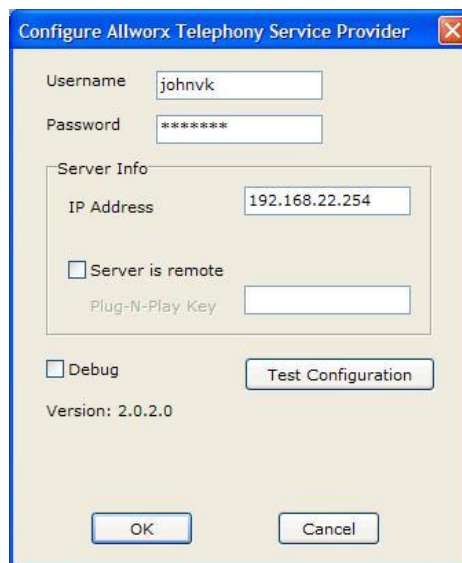 Configure Allworx Telephony Service Provider
Username johnvk
Password *******
Server Info
IP Address 192.168.22.254
Server is remote
Plug-N-Play Key
Debug Test Configuration
Version: 2.0.2.0
OK Cancel